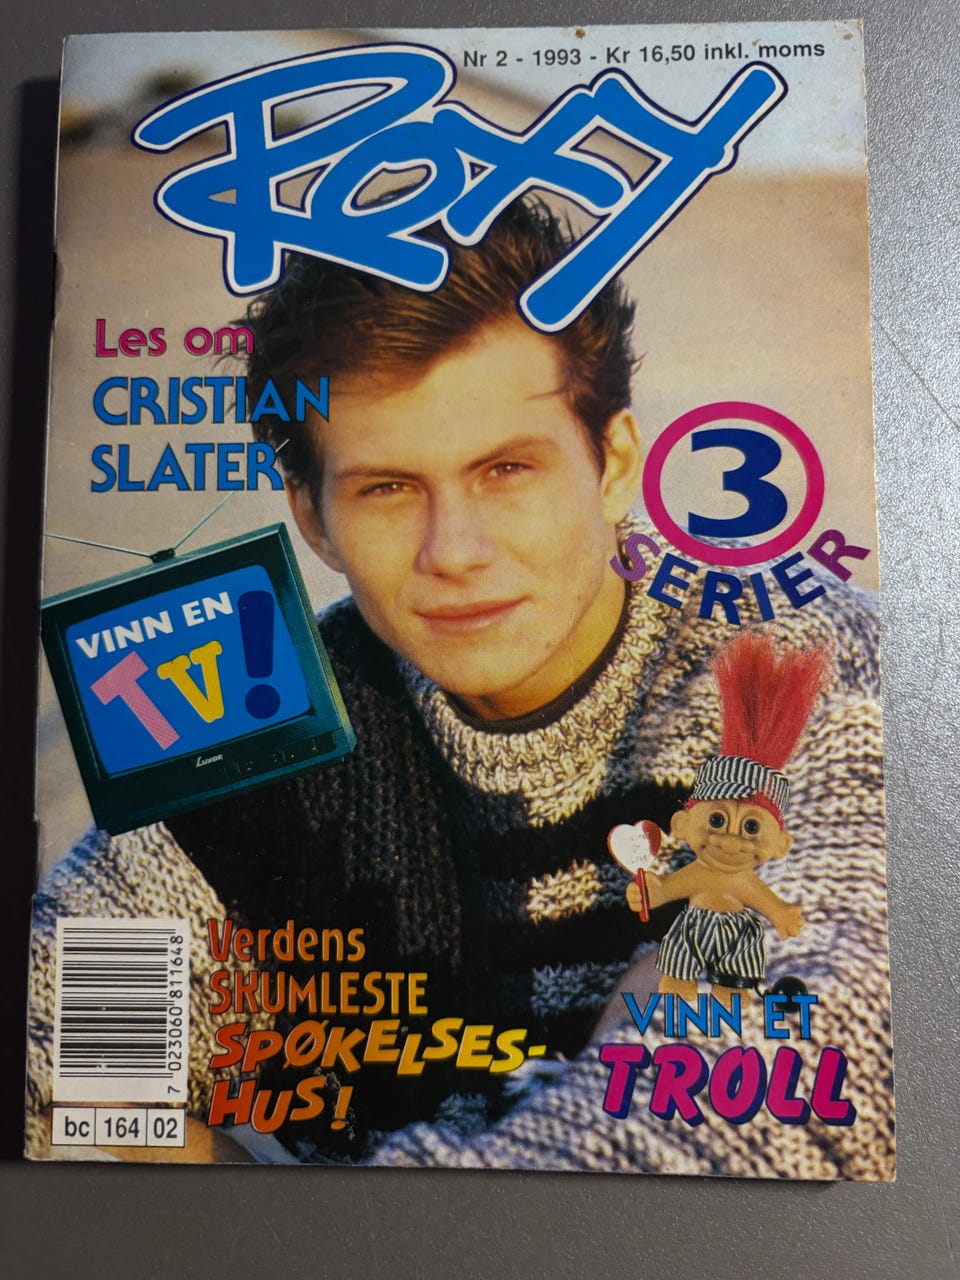 Nr 2 - 1993 - Kr 16,50 inkl. moms
Roxy
Les om
CRISTIAN
SLATER
3
SERIER
VINN EN
TV!
Luxor
Verdens
SKUMLESTE
SPØKELSES-
HUS!
VINN ET
TROLL
7 023060 811648
bc 164 02